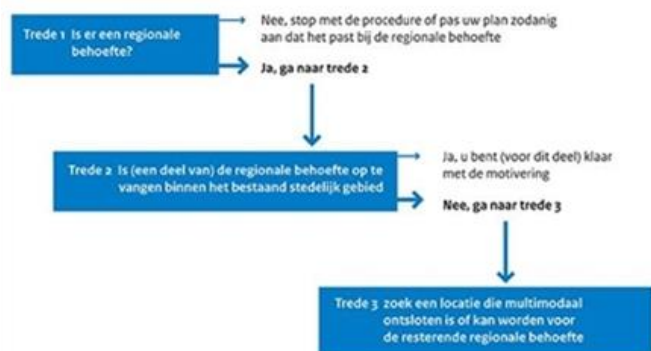 Trede 1 Is er een regionale
behoefte?
Nee, stop met de procedure of pas uw plan zodanig
aan dat het past bij de regionale behoefte
Ja, ga naar trede 2
Trede 2 Is (een deel van) de regionale behoefte op te
vangen binnen het bestaand stedelijk gebied
Ja, u bent (voor dit deel) klaar
met de motivering
Nee, ga naar trede 3
Trede 3 zoek een locatie die multimodaal
ontsloten is of kan worden voor
de resterende regionale behoefte